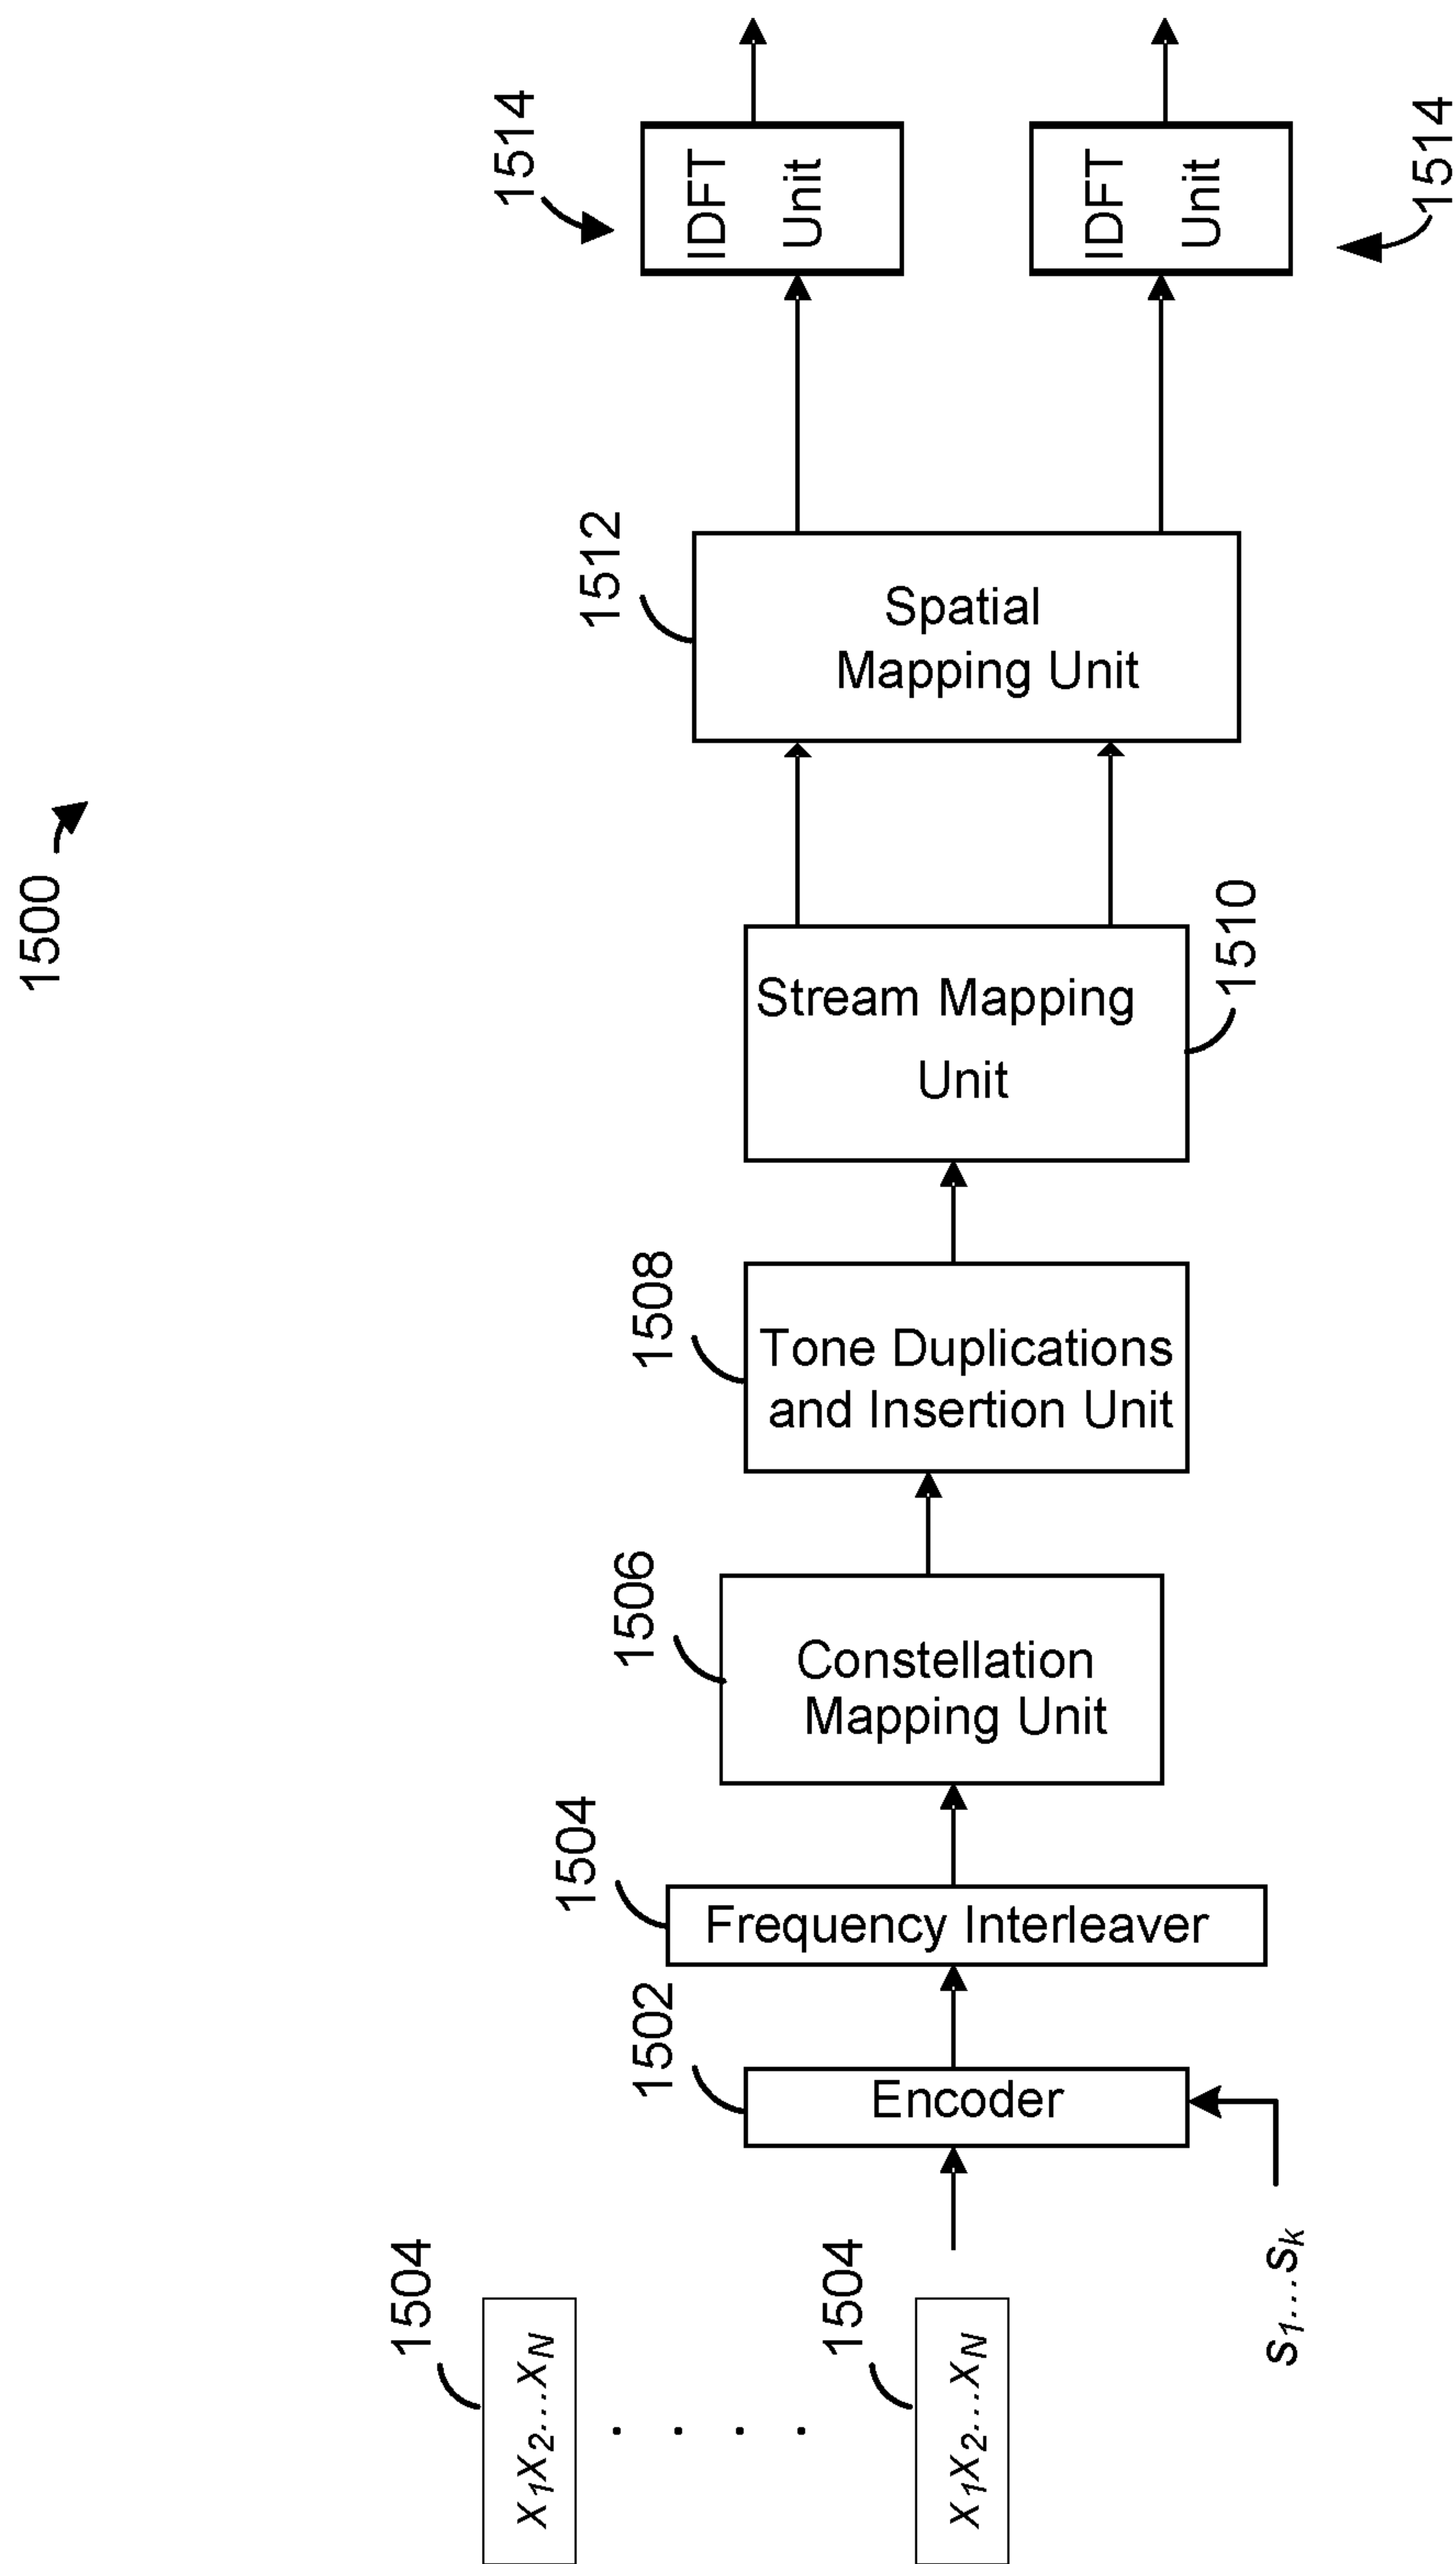 1500
1504
x1x2...xN
. . . .
1504
x1x2...xN
s1...sk
1502
Encoder
1504
Frequency Interleaver
1506
Constellation
Mapping Unit
1508
Tone Duplications
and Insertion Unit
Stream Mapping
Unit
1510
1512
Spatial
Mapping Unit
1514
IDFT
Unit
IDFT
Unit
1514